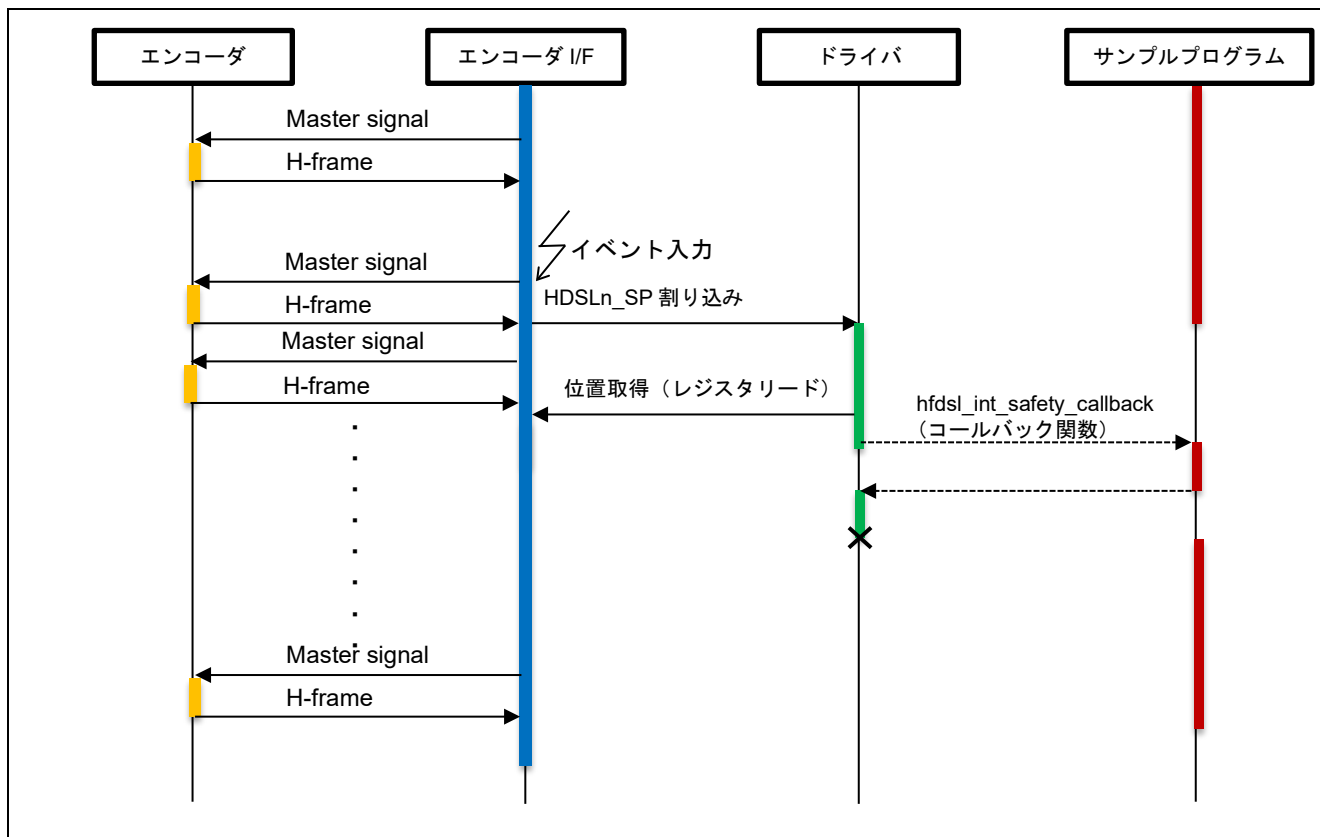 エンコーダ
エンコーダ I/F
ドライバ
サンプルプログラム
Master signal
H-frame
イベント入力
Master signal
HDSLn_SP 割り込み
H-frame
Master signal
H-frame
位置取得（レジスタリード）
hfdsl_int_safety_callback
（コールバック関数）
Master signal
H-frame